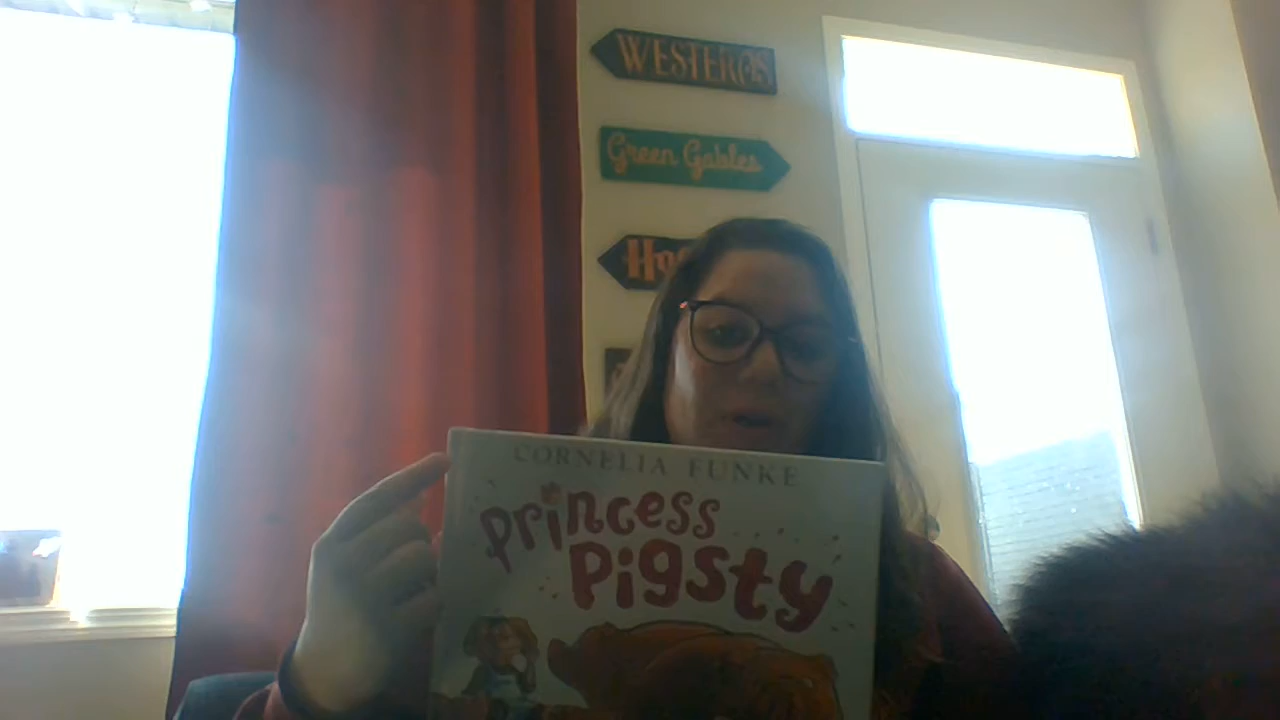 WESTEROS
Green Gables
CORNELIA FUNKE
Princess
Pigsty